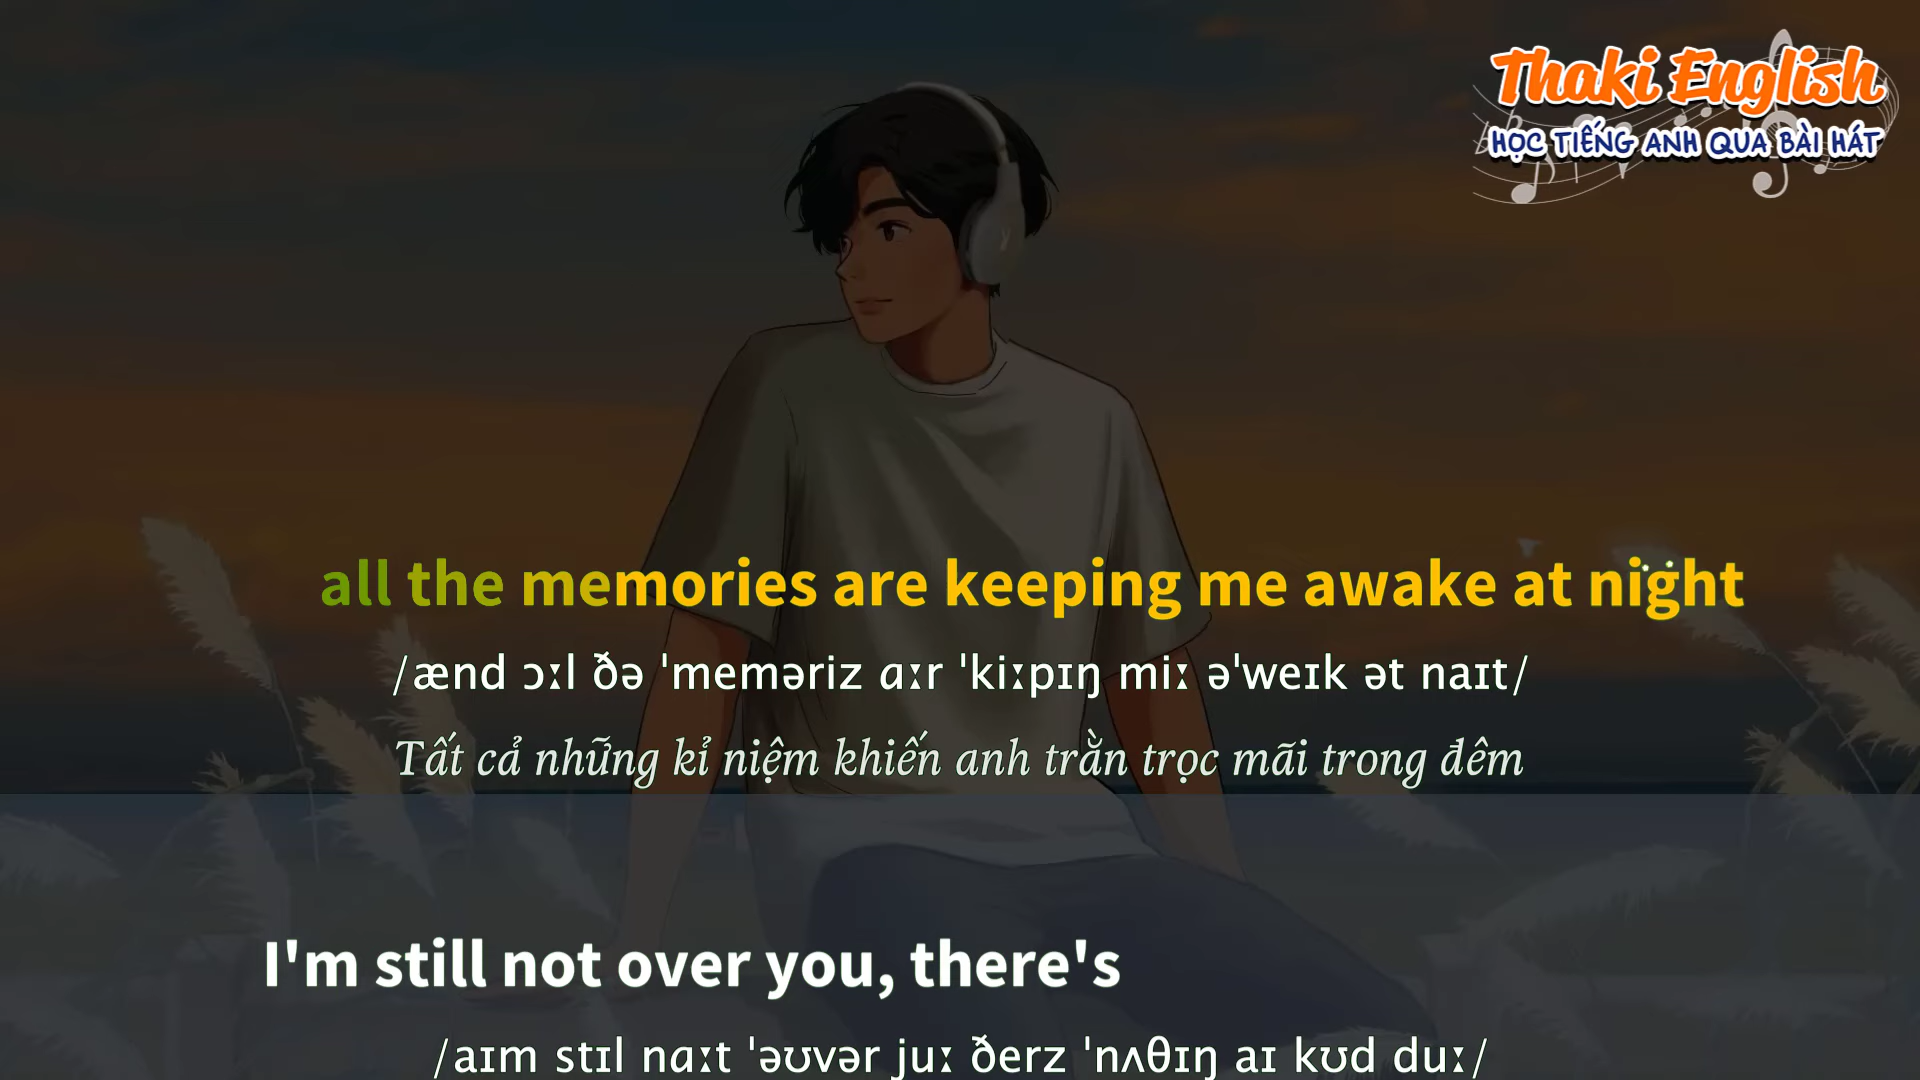 Thaki English
HỌC TIẾNG ANH QUA BÀI HÁT
all the memories are keeping me awake at night
/ænd ɔːl ðə ˈmeməriz ɑːr ˈkiːpɪŋ miː əˈweɪk ət naɪt/
Tất cả những kỉ niệm khiến anh trằn trọc mãi trong đêm
I'm still not over you, there's
/aɪm stɪl nɑːt ˈəʊvər juː ðerz ˈnʌθɪŋ aɪ kʊd duː/